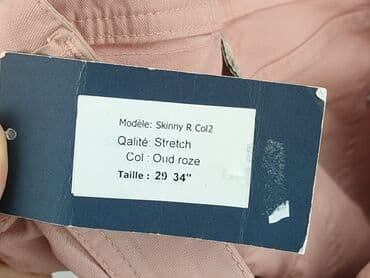 Modèle: Skinny R Col2
Qalité: Stretch
Col : Oud roze
Taille : 29 34"